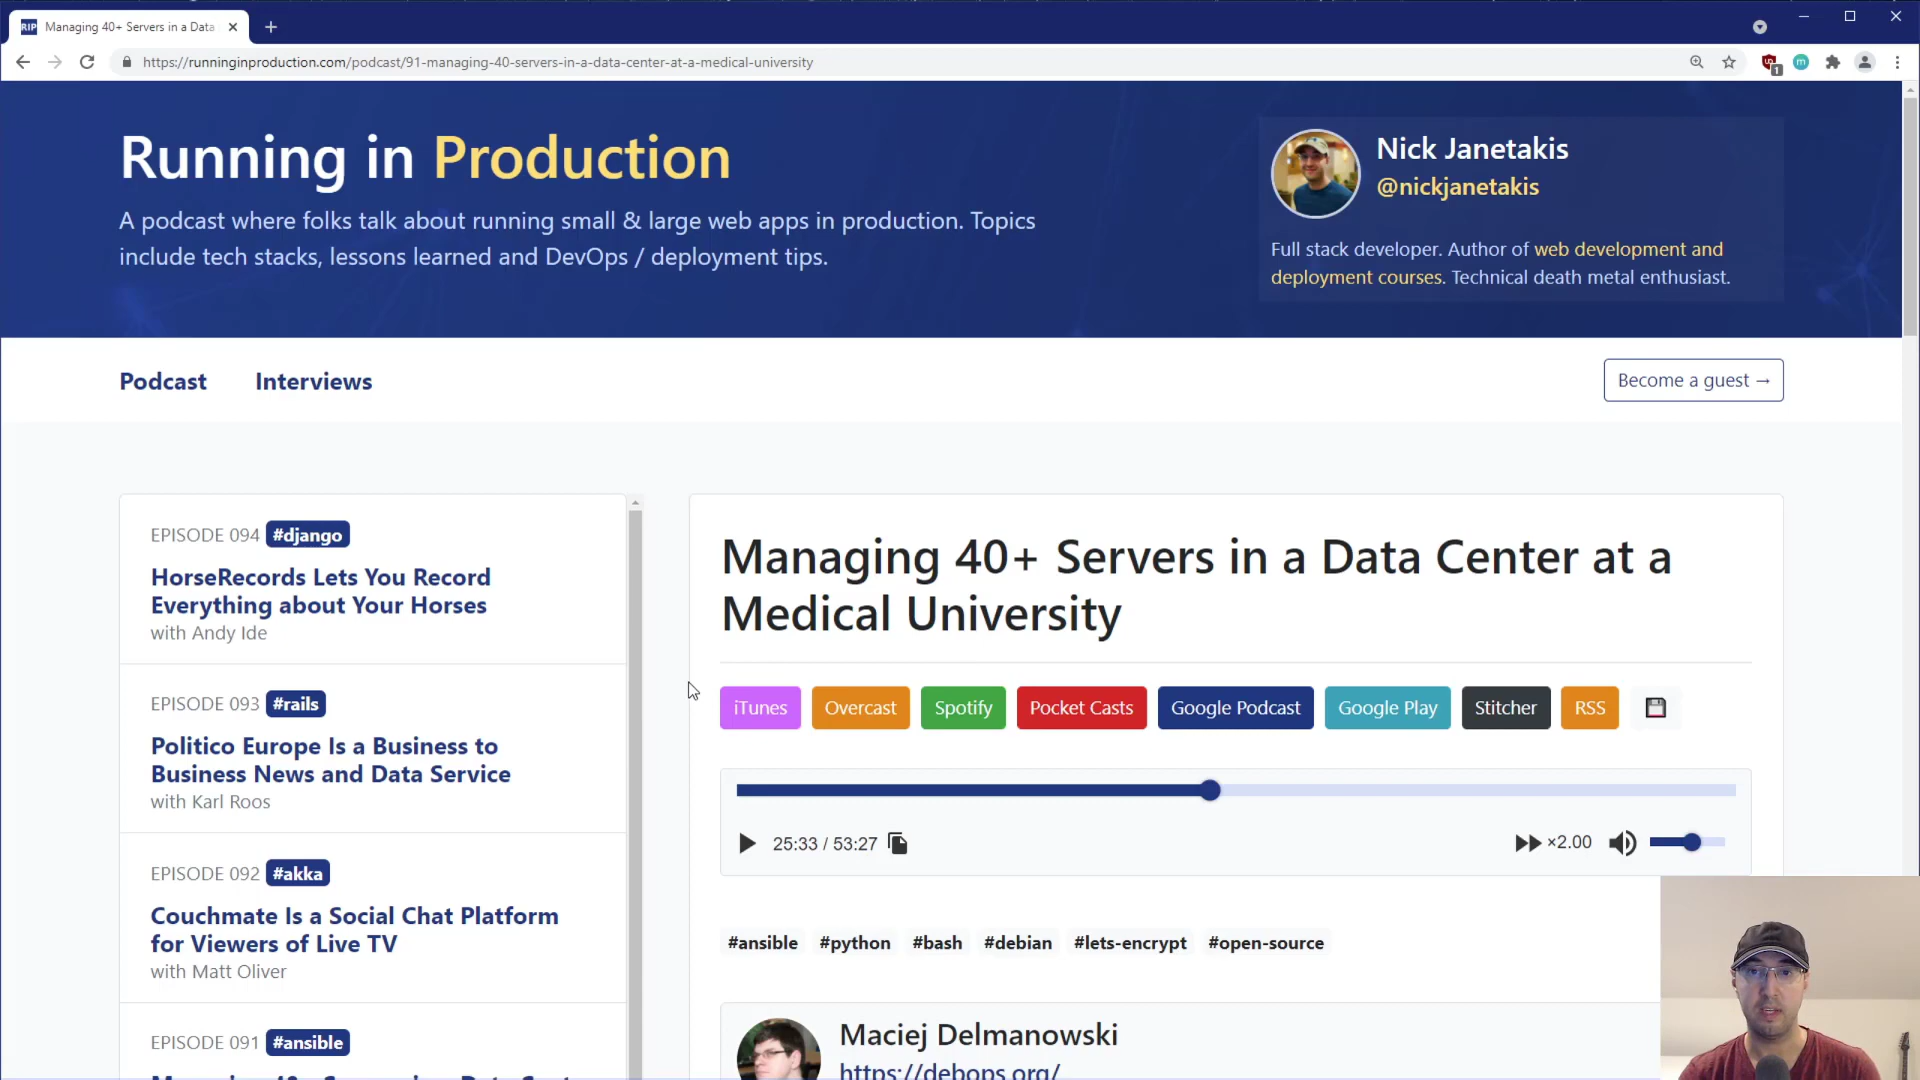 RIP Managing 40+ Servers in a Data
https://runninginproduction.com/podcast/91-managing-40-servers-in-a-data-center-at-a-medical-university
1
Running in Production
A podcast where folks talk about running small & large web apps in production. Topics
include tech stacks, lessons learned and DevOps / deployment tips.
Nick Janetakis
@nickjanetakis
Full stack developer. Author of web development and
deployment courses. Technical death metal enthusiast.
Podcast Interviews
Become a guest →
EPISODE 094 #django
HorseRecords Lets You Record
Everything about Your Horses
with Andy Ide
EPISODE 093 #rails
Politico Europe Is a Business to
Business News and Data Service
with Karl Roos
EPISODE 092 #akka
Couchmate Is a Social Chat Platform
for Viewers of Live TV
with Matt Oliver
EPISODE 091 #ansible
Managing 40+ Servers in a Data Cent
Managing 40+ Servers in a Data Center at a
Medical University
iTunes Overcast Spotify Pocket Casts Google Podcast Google Play Stitcher RSS
25:33 / 53:27
×2.00
#ansible #python #bash #debian #lets-encrypt #open-source
Maciej Delmanowski
https://debops.org/